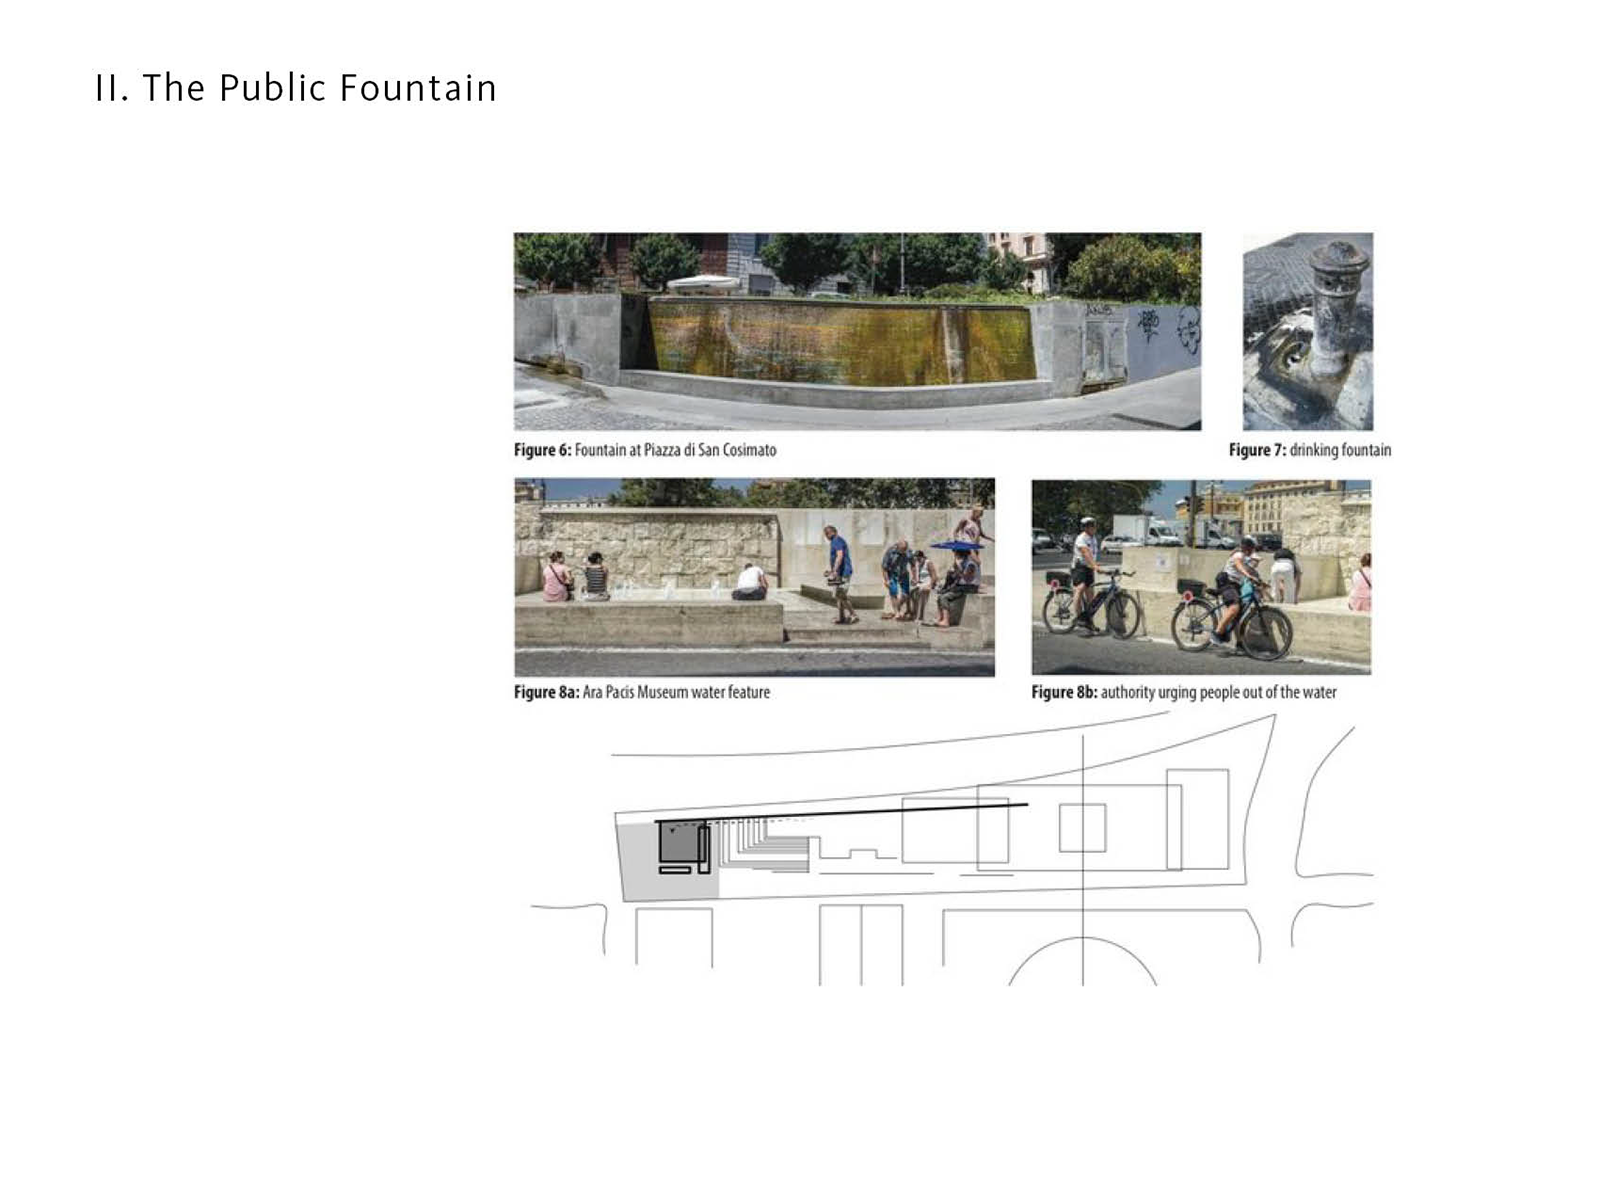 II. The Public Fountain
Figure 6: Fountain at Piazza di San Cosimato
Figure 7: drinking fountain
Figure 8a: Ara Pacis Museum water feature
Figure 8b: authority urging people out of the water